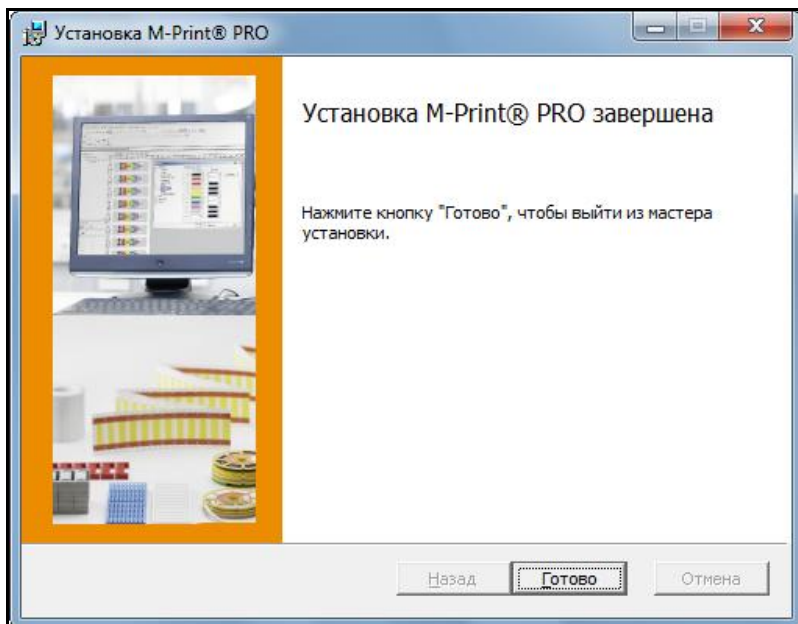 Установка M-Print® PRO
Установка M-Print® PRO завершена
Нажмите кнопку "Готово", чтобы выйти из мастера
установки.
Назад
Готово
Отмена